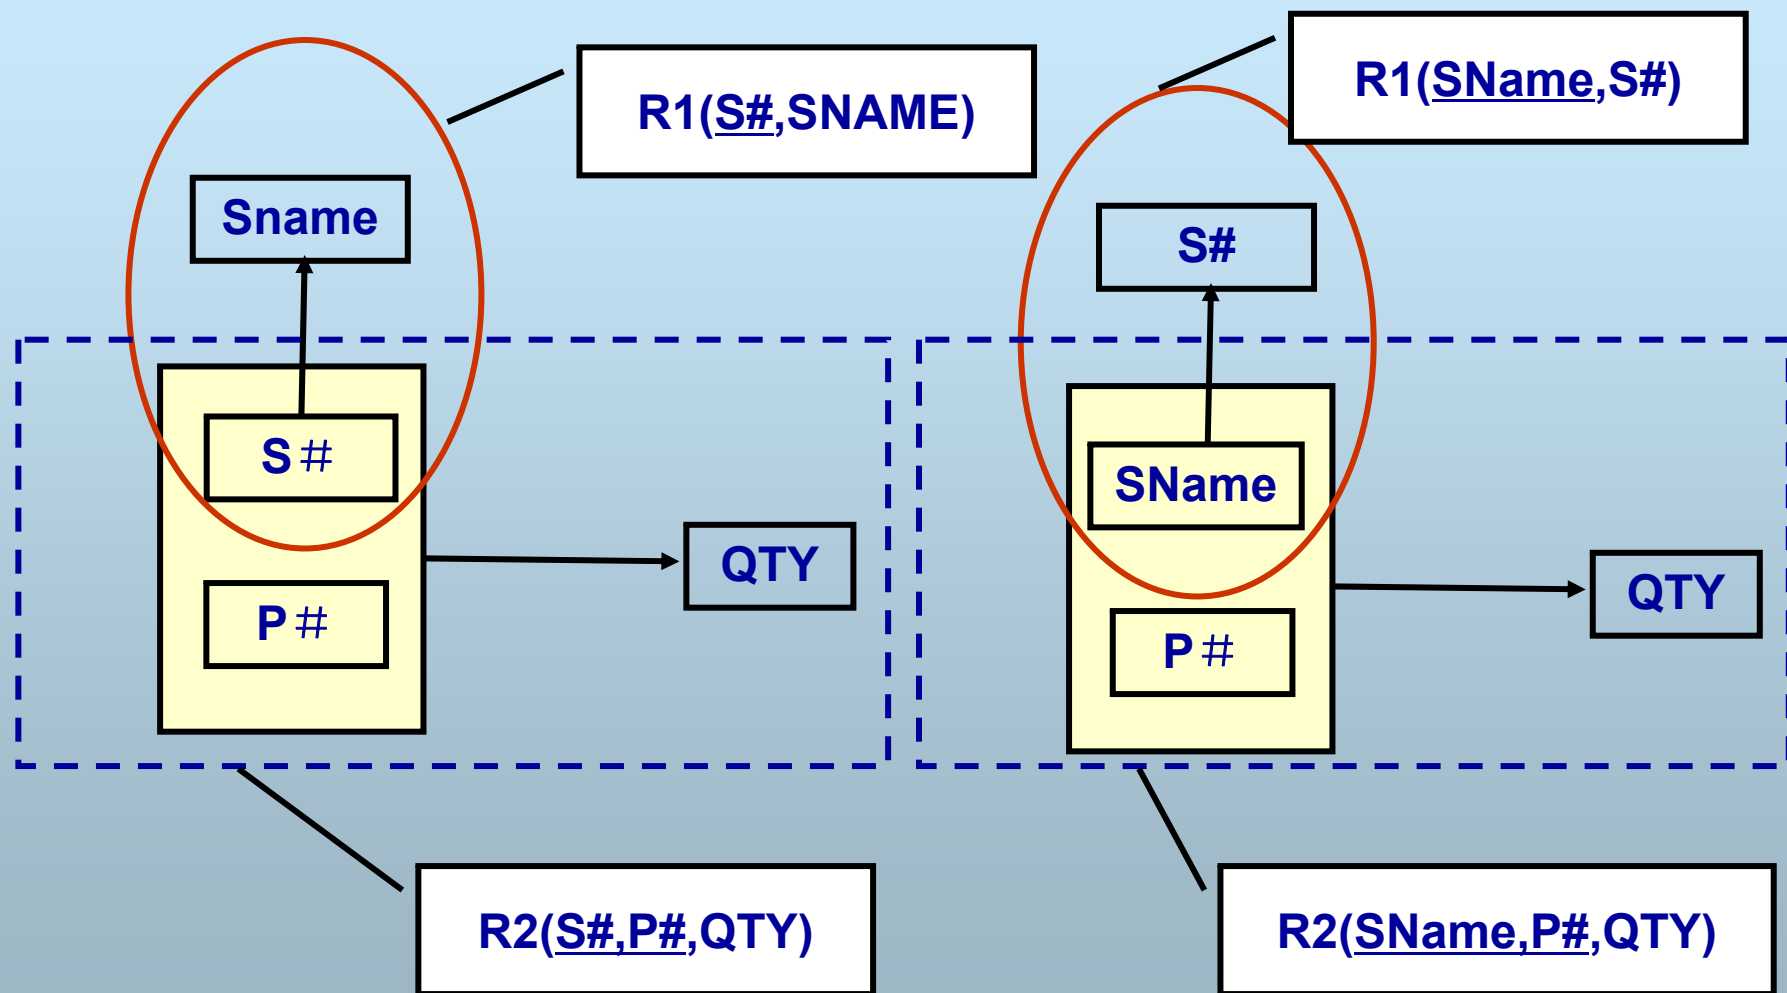 R1(S#,SNAME)
Sname
S#
P#
QTY
R2(S#,P#,QTY)
R1(SName,S#)
S#
SName
P#
QTY
R2(SName,P#,QTY)